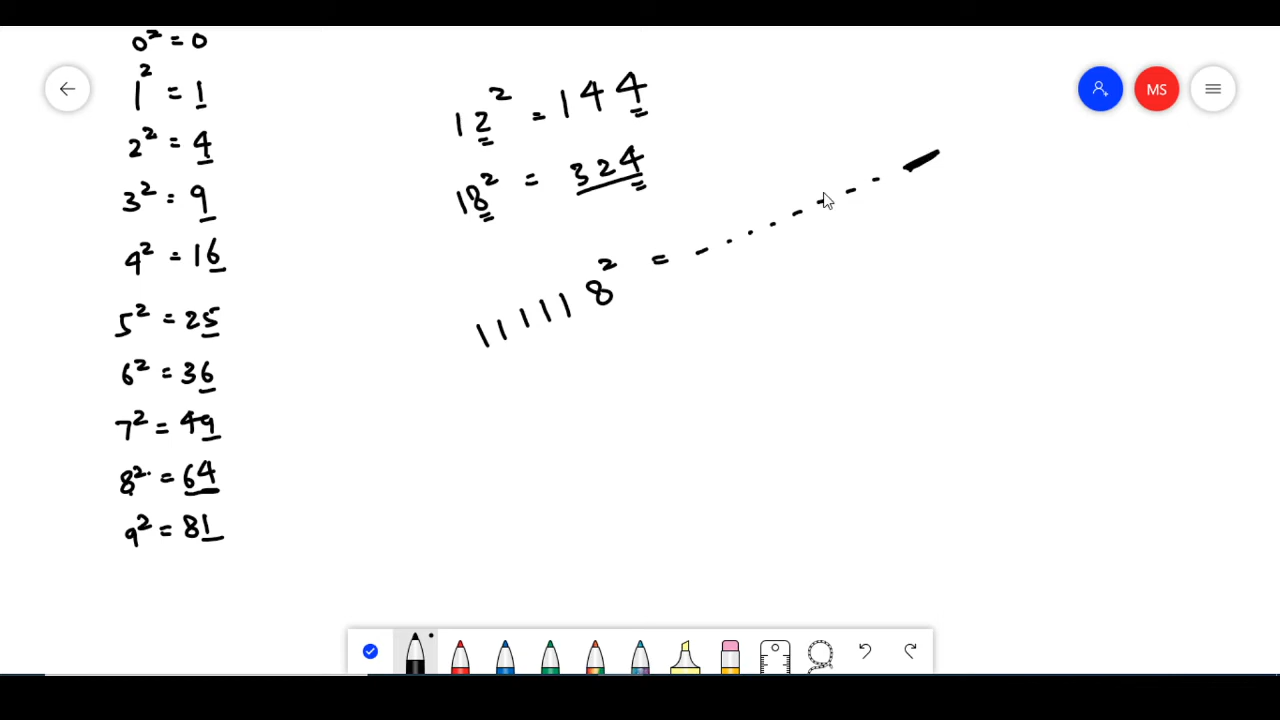 0² = 0
1² = 1
2² = 4
3² = 9
4² = 16
5² = 25
6² = 36
7² = 49
8² = 64
9² = 81
12² = 144
18² = 324
111118² = - . . . - . - . -
MS